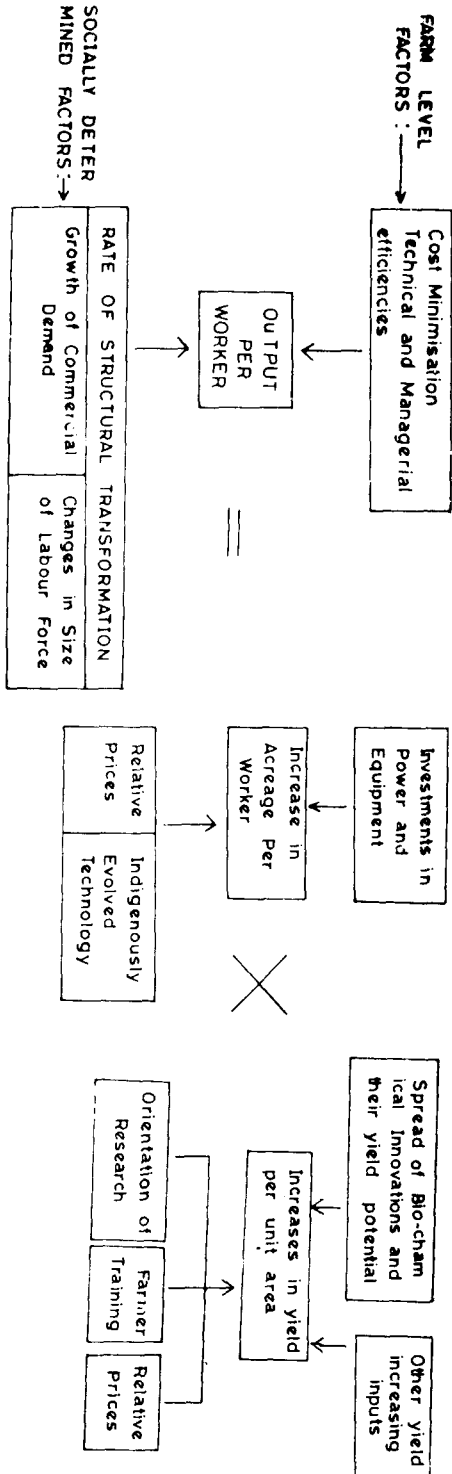 FARM LEVEL
FACTORS :
Cost Minimisation
Technical and Managerial
efficiencies
Investments in
Power and
Equipment
Spread of Bio-cham
ical Innovations and
their yield potential
Other yield
increasing
inputs
OUTPUT
PER
WORKER
=
Increase in
Acreage Per
Worker
×
Increases in yield
per unit area
SOCIALLY DETER
MINED FACTORS:-
RATE OF STRUCTURAL TRANSFORMATION
Growth of Commercial
Demand
Changes in Size
of Labour Force
Relative
Prices
Indigenously
Evolved
Technology
Orientation of
Research
Farmer
Training
Relative
Prices